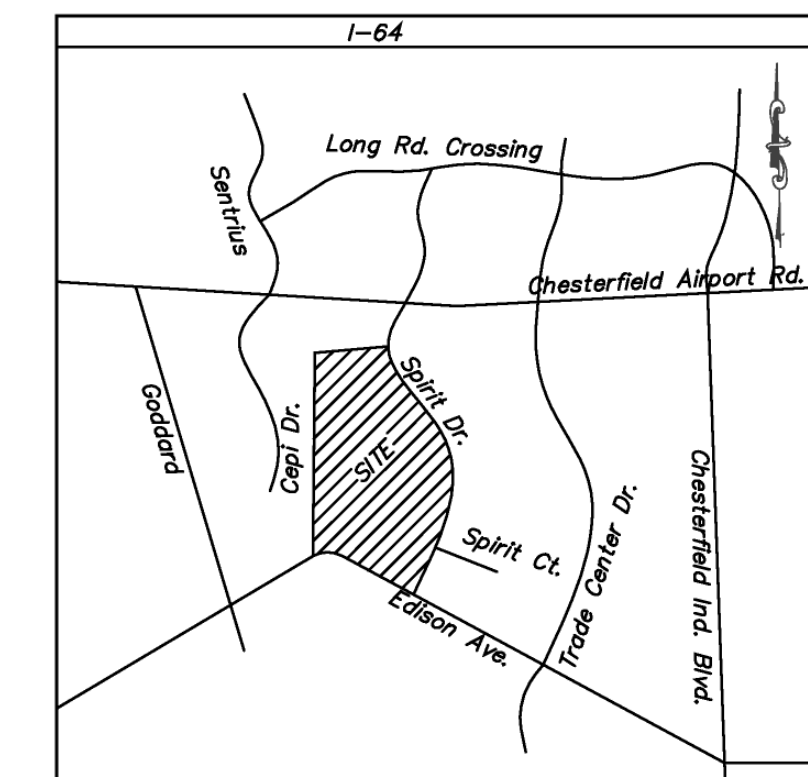 I-64
Long Rd. Crossing
Sentrius
Chesterfield Airport Rd.
Goddard
Cepi Dr.
SITE
Spirit Dr.
Spirit Ct.
Edison Ave.
Trade Center Dr.
Chesterfield Ind. Blvd.